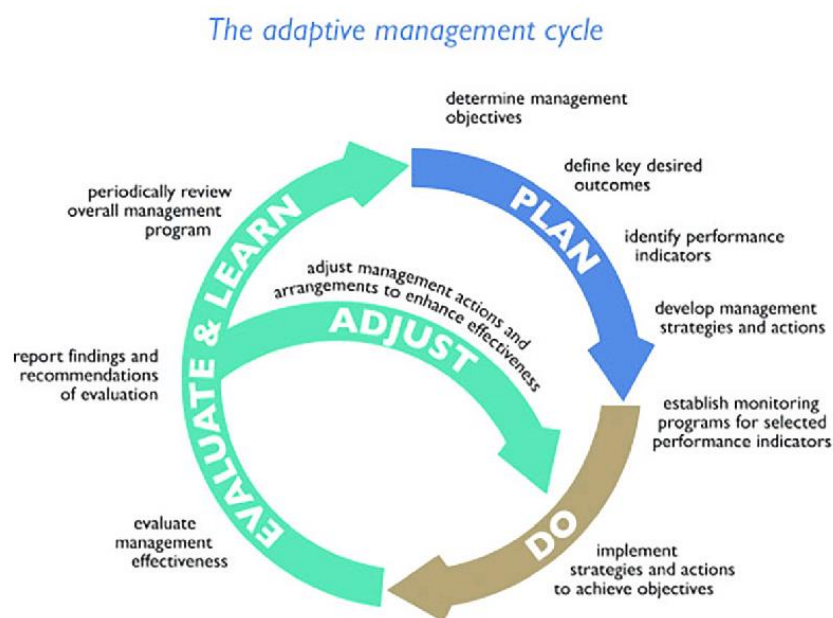 The adaptive management cycle
determine management
objectives
define key desired
outcomes
PLAN
identify performance
indicators
develop management
strategies and actions
establish monitoring
programs for selected
performance indicators
DO
implement
strategies and actions
to achieve objectives
evaluate
management
effectiveness
report findings and
recommendations
of evaluation
EVALUATE & LEARN
periodically review
overall management
program
adjust management actions and
arrangements to enhance effectiveness
ADJUST